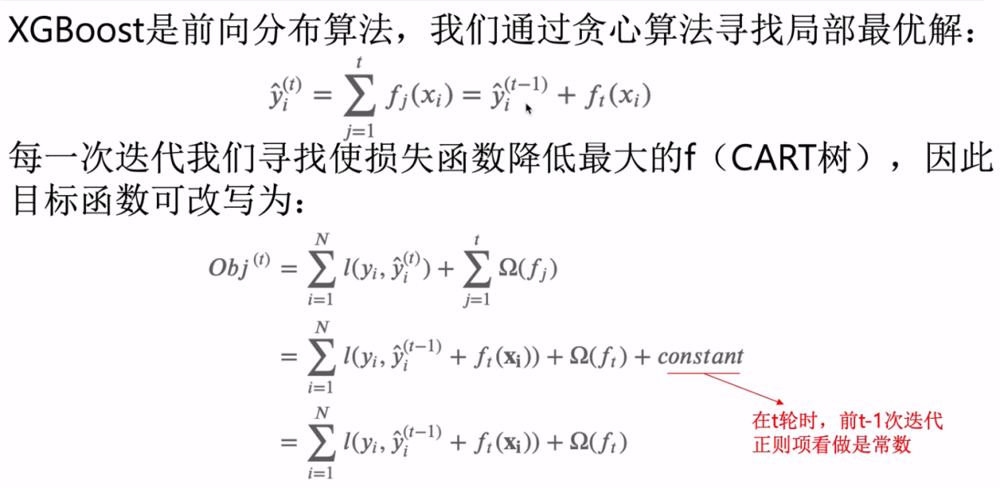 XGBoost是前向分布算法，我们通过贪心算法寻找局部最优解：
$\hat{y}_i^{(t)} = \sum_{j=1}^{t} f_j(x_i) = \hat{y}_i^{(t-1)} + f_t(x_i)$
每一次迭代我们寻找使损失函数降低最大的f（CART树），因此
目标函数可改写为：
$Obj^{(t)} = \sum_{i=1}^{N} l(y_i, \hat{y}_i^{(t)}) + \sum_{j=1}^{t} \Omega(f_j)$
$= \sum_{i=1}^{N} l(y_i, \hat{y}_i^{(t-1)} + f_t(\mathbf{x_i})) + \Omega(f_t) + constant$
在t轮时，前t-1次迭代
正则项看做是常数
$= \sum_{i=1}^{N} l(y_i, \hat{y}_i^{(t-1)} + f_t(\mathbf{x_i})) + \Omega(f_t)$